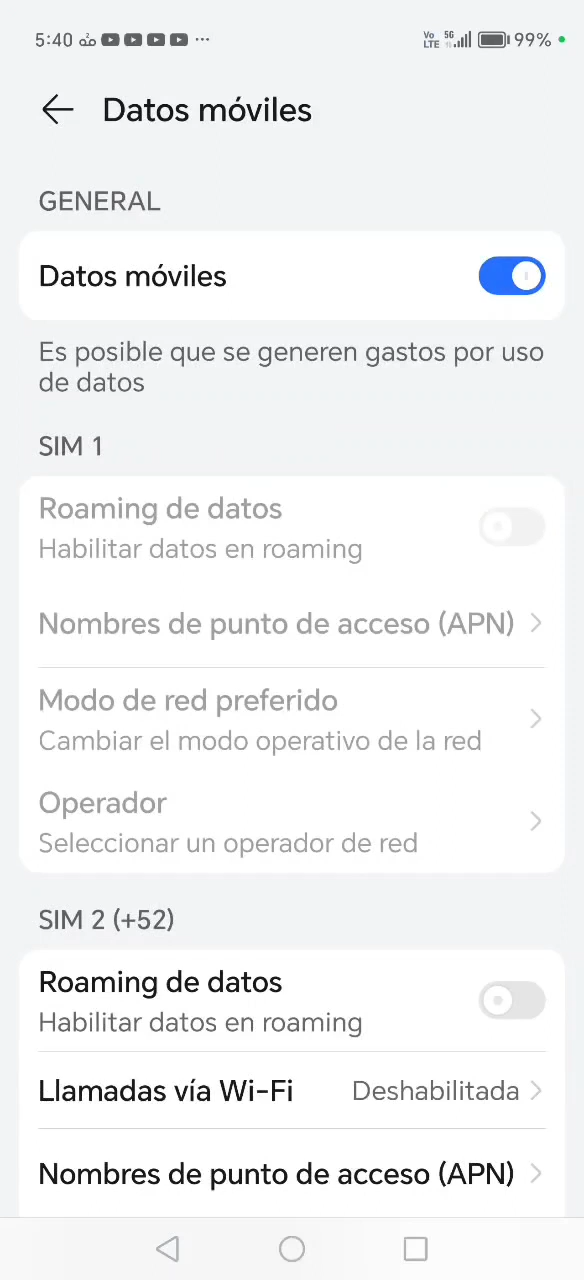 5:40 ... Vo LTE 5G 99%
Datos móviles
GENERAL
Datos móviles
Es posible que se generen gastos por uso
de datos
SIM 1
Roaming de datos
Habilitar datos en roaming
Nombres de punto de acceso (APN)
Modo de red preferido
Cambiar el modo operativo de la red
Operador
Seleccionar un operador de red
SIM 2 (+52)
Roaming de datos
Habilitar datos en roaming
Llamadas vía Wi-Fi Deshabilitada
Nombres de punto de acceso (APN)